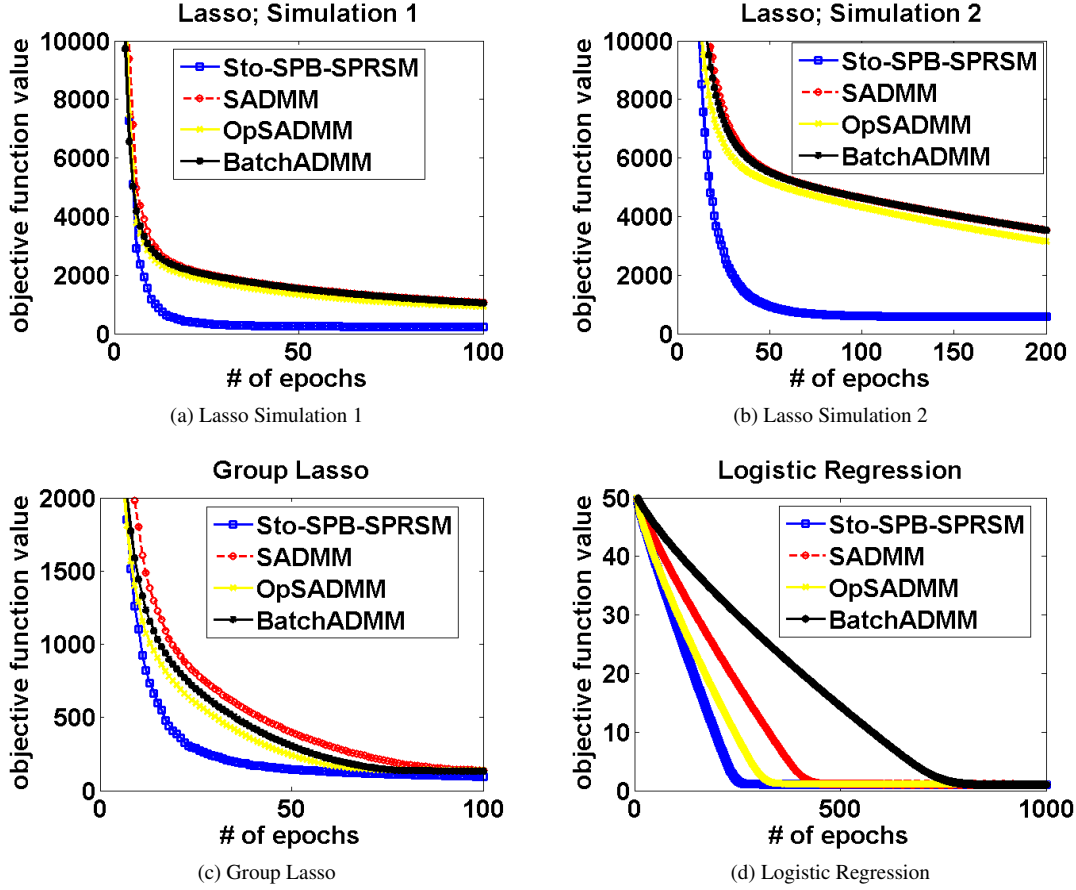 Lasso; Simulation 1
objective function value
10000
8000
6000
4000
2000
0
Sto-SPB-SPRSM
SADMM
OpSADMM
BatchADMM
0
50
100
# of epochs
(a) Lasso Simulation 1
Lasso; Simulation 2
objective function value
10000
8000
6000
4000
2000
0
Sto-SPB-SPRSM
SADMM
OpSADMM
BatchADMM
0
50
100
150
200
# of epochs
(b) Lasso Simulation 2
Group Lasso
objective function value
2000
1500
1000
500
0
Sto-SPB-SPRSM
SADMM
OpSADMM
BatchADMM
0
50
100
# of epochs
(c) Group Lasso
Logistic Regression
objective function value
50
40
30
20
10
0
Sto-SPB-SPRSM
SADMM
OpSADMM
BatchADMM
0
500
1000
# of epochs
(d) Logistic Regression